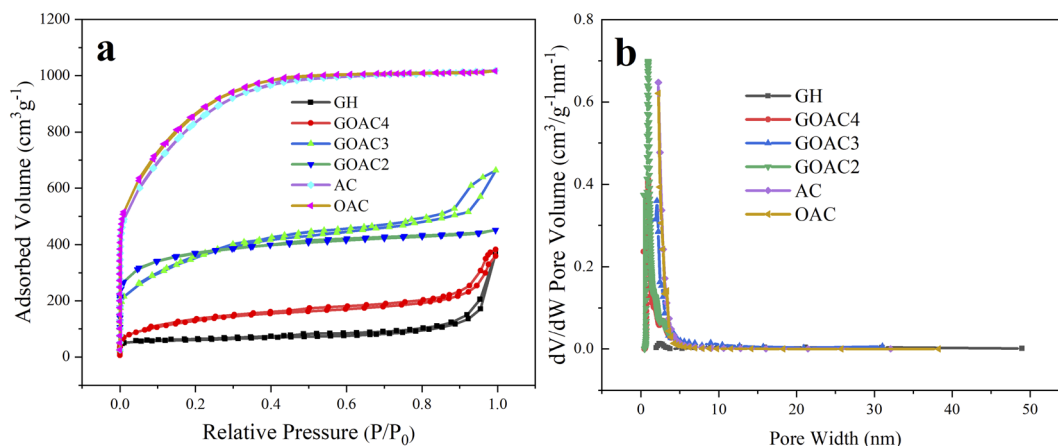 a
1200
1000
800
600
400
200
0
Adsorbed Volume (cm³g⁻¹)
GH
GOAC4
GOAC3
GOAC2
AC
OAC
0.0 0.2 0.4 0.6 0.8 1.0
Relative Pressure (P/P₀)
b
0.8
0.6
0.4
0.2
0.0
dV/dW Pore Volume (cm³/g⁻¹nm⁻¹)
GH
GOAC4
GOAC3
GOAC2
AC
OAC
0 10 20 30 40 50
Pore Width (nm)